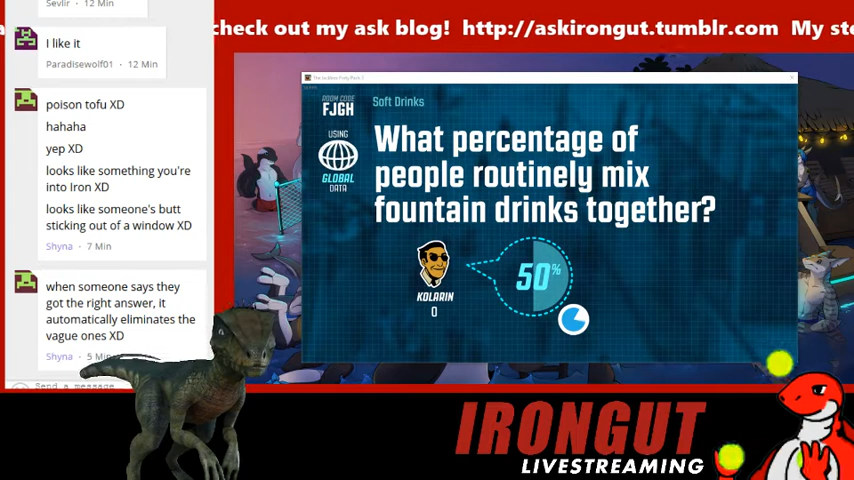 Sevlir · 12 Min
I like it
Paradisewolf01 · 12 Min
poison tofu XD
hahaha
yep XD
looks like something you're
into Iron XD
looks like someone's butt
sticking out of a window XD
Shyna · 7 Min
when someone says they
got the right answer, it
automatically eliminates the
vague ones XD
Shyna · 5 Min
Send a message
check out my ask blog! http://askirongut.tumblr.com My st
ROOM CODE
FJGH
USING
GLOBAL
DATA
Soft Drinks
What percentage of
people routinely mix
fountain drinks together?
50%
KOLARIN
0
IRONGUT
LIVESTREAMING